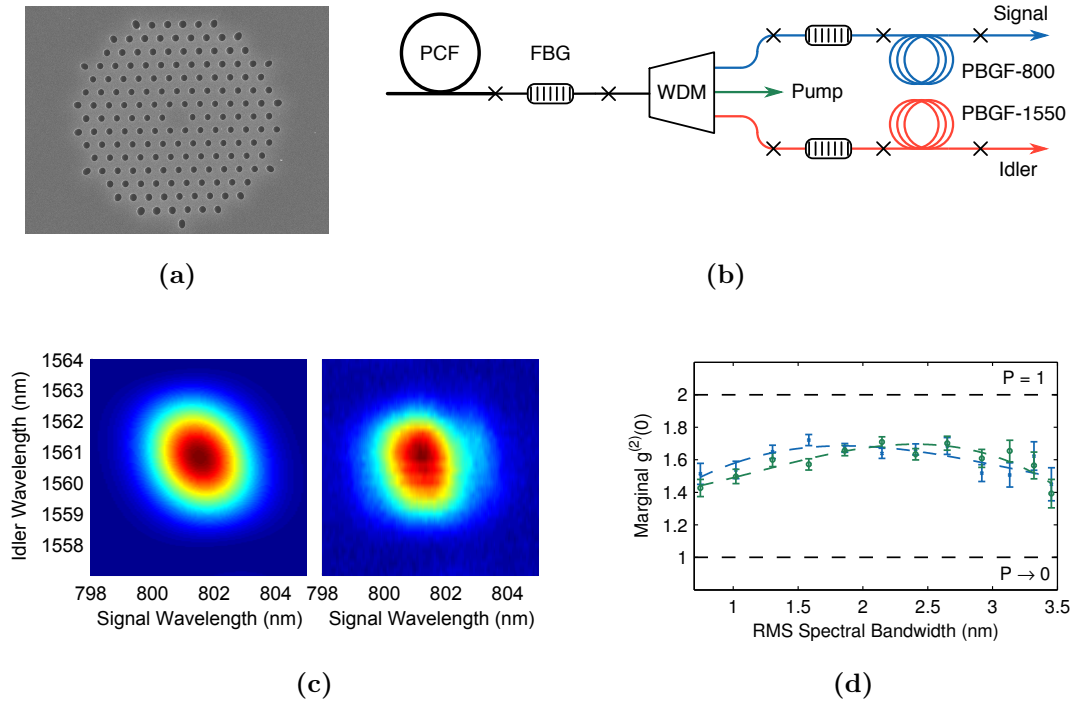 PCF
FBG
WDM
Signal
PBGF-800
Pump
PBGF-1550
Idler
(a)
(b)
Idler Wavelength (nm)
1564
1563
1562
1561
1560
1559
1558
798 800 802 804
Signal Wavelength (nm)
798 800 802 804
Signal Wavelength (nm)
(c)
Marginal g(2)(0)
2
1.8
1.6
1.4
1.2
1
P = 1
P → 0
1 1.5 2 2.5 3 3.5
RMS Spectral Bandwidth (nm)
(d)